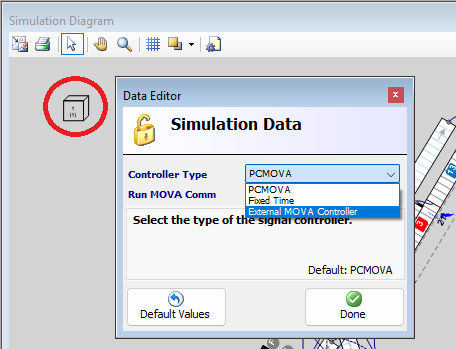 Simulation Diagram
1
(1)
Data Editor
x
Simulation Data
Controller Type
PCMOVA
PCMOVA
Fixed Time
External MOVA Controller
Run MOVA Comm
Select the type of the signal controller.
Default: PCMOVA
Default Values
Done